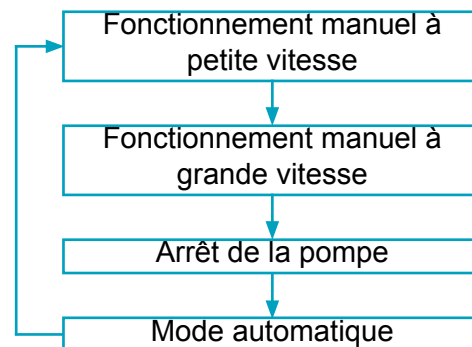 Fonctionnement manuel à
petite vitesse
Fonctionnement manuel à
grande vitesse
Arrêt de la pompe
Mode automatique